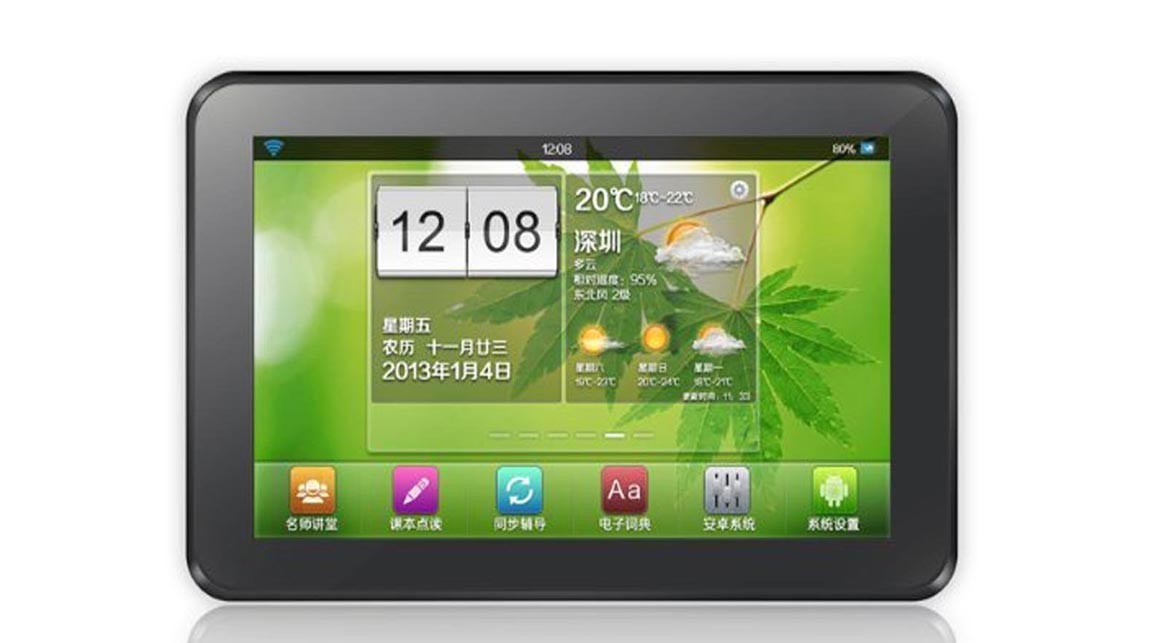 12:08
80%
12 08
星期五
农历 十一月廿三
2013年1月4日
20℃ 18℃~22℃
深圳
多云
相对湿度：95%
东北风 2级
星期六 星期日 星期一
19℃~23℃ 20℃~24℃ 18℃~21℃
更新时间：11：33
名师讲堂 课本点读 同步辅导 电子词典 安卓系统 系统设置
Aa